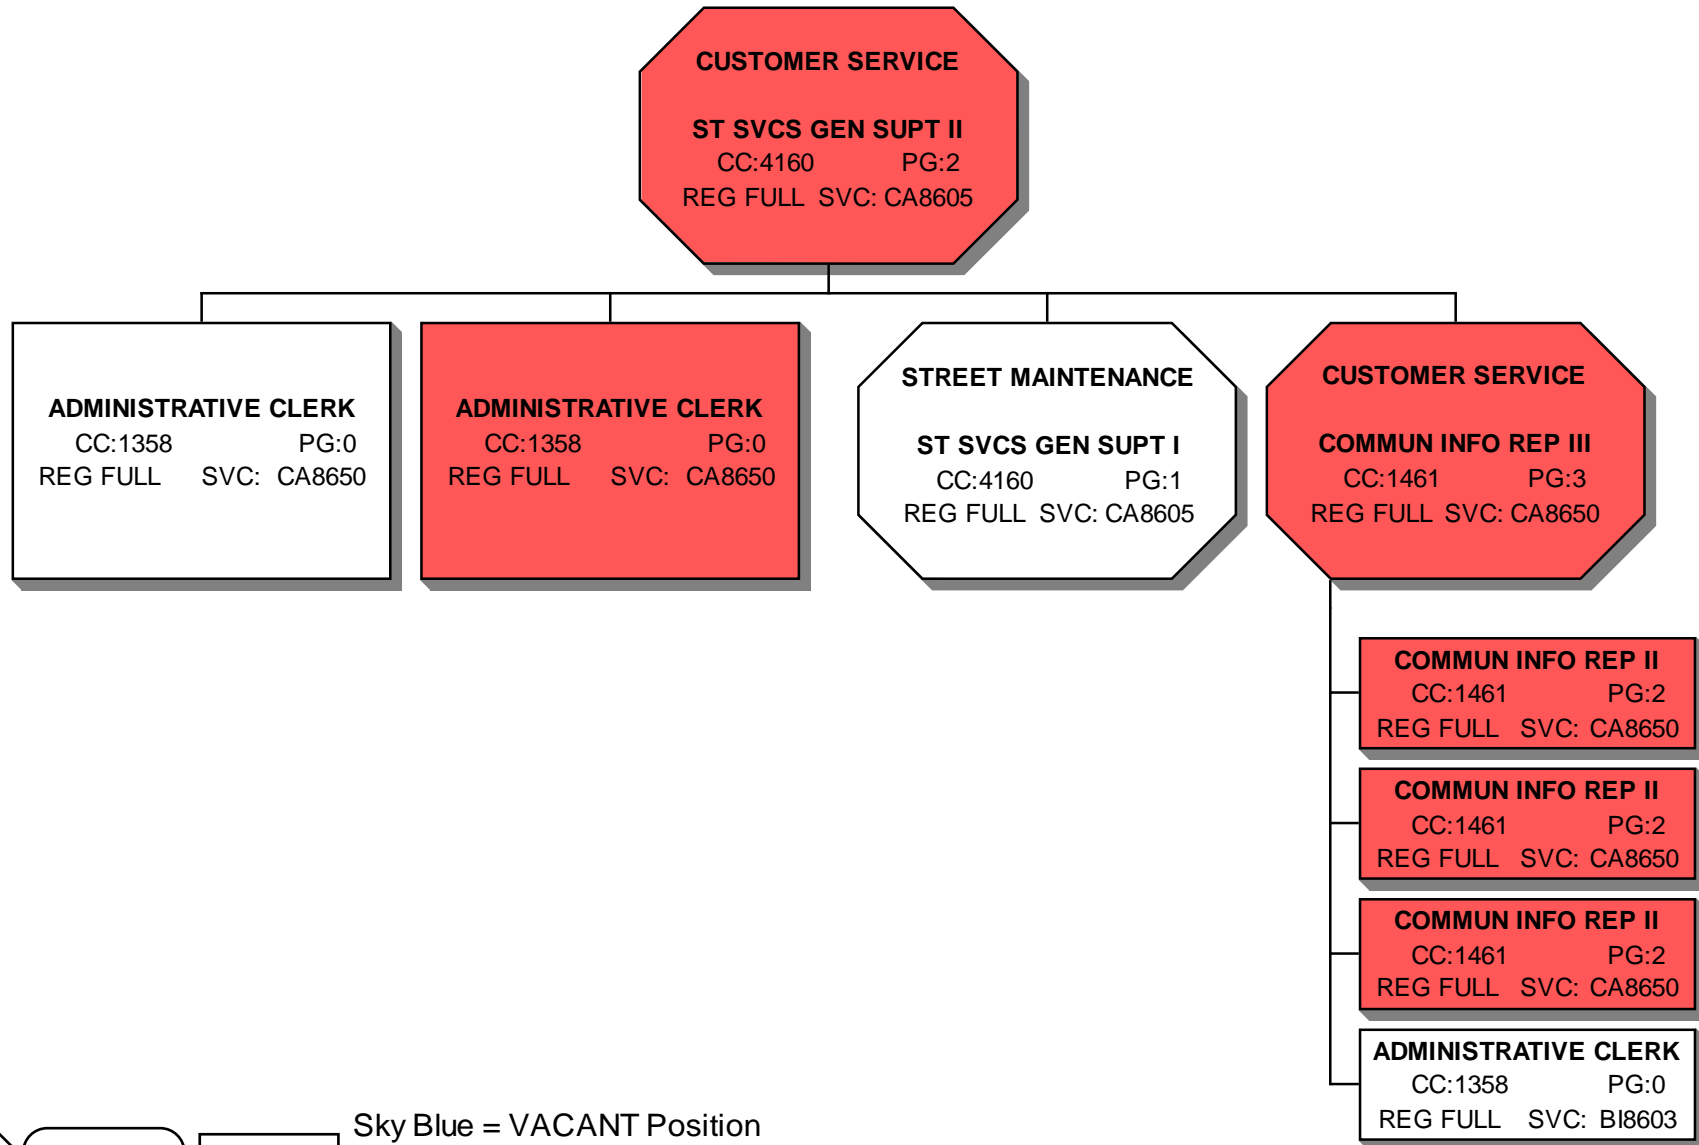 CUSTOMER SERVICE
ST SVCS GEN SUPT II
CC:4160 PG:2
REG FULL SVC: CA8605
ADMINISTRATIVE CLERK
CC:1358 PG:0
REG FULL SVC: CA8650
ADMINISTRATIVE CLERK
CC:1358 PG:0
REG FULL SVC: CA8650
STREET MAINTENANCE
ST SVCS GEN SUPT I
CC:4160 PG:1
REG FULL SVC: CA8605
CUSTOMER SERVICE
COMMUN INFO REP III
CC:1461 PG:3
REG FULL SVC: CA8650
COMMUN INFO REP II
CC:1461 PG:2
REG FULL SVC: CA8650
COMMUN INFO REP II
CC:1461 PG:2
REG FULL SVC: CA8650
COMMUN INFO REP II
CC:1461 PG:2
REG FULL SVC: CA8650
ADMINISTRATIVE CLERK
CC:1358 PG:0
REG FULL SVC: BI8603
Sky Blue = VACANT Position